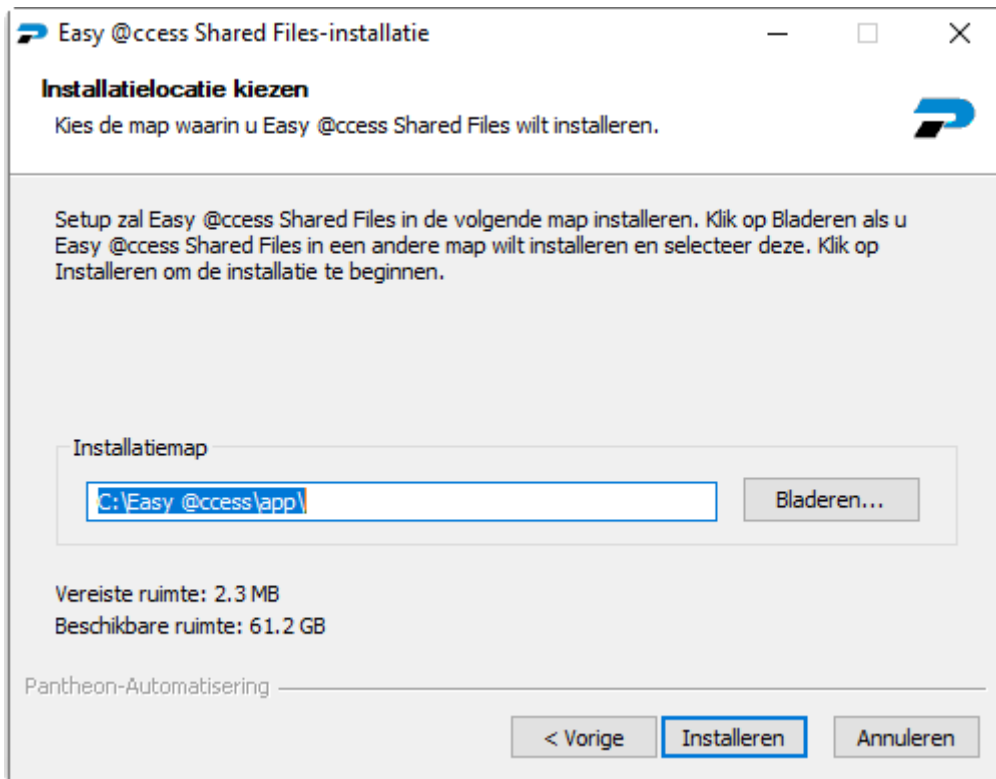 Easy @ccess Shared Files-installatie
Installatielocatie kiezen
Kies de map waarin u Easy @ccess Shared Files wilt installeren.
Setup zal Easy @ccess Shared Files in de volgende map installeren. Klik op Bladeren als u
Easy @ccess Shared Files in een andere map wilt installeren en selecteer deze. Klik op
Installeren om de installatie te beginnen.
Installatiemap
C:\Easy @ccess\app\
Bladeren...
Vereiste ruimte: 2.3 MB
Beschikbare ruimte: 61.2 GB
Pantheon-Automatisering
< Vorige
Installeren
Annuleren